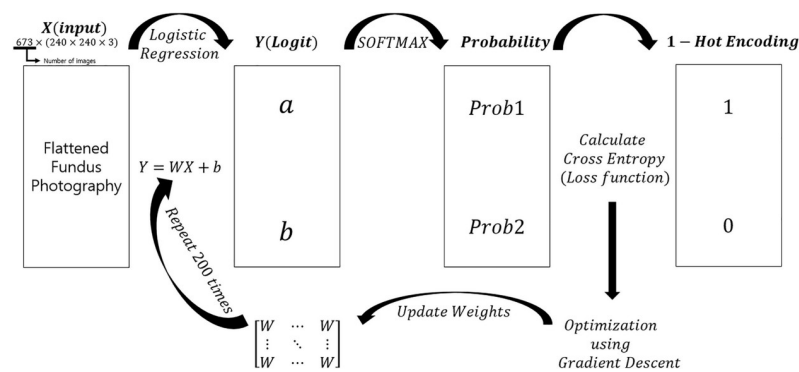 X(input)
673 × (240 × 240 × 3)
Number of images
Logistic
Regression
Y(Logit)
SOFTMAX
Probability
1 − Hot Encoding
Flattened
Fundus
Photography
Y = WX + b
a
b
Prob1
Prob2
Calculate
Cross Entropy
(Loss function)
1
0
Repeat 200 times
Update Weights
Optimization
using
Gradient Descent
[W ⋯ W]
[⋮ ⋱ ⋮]
[W ⋯ W]